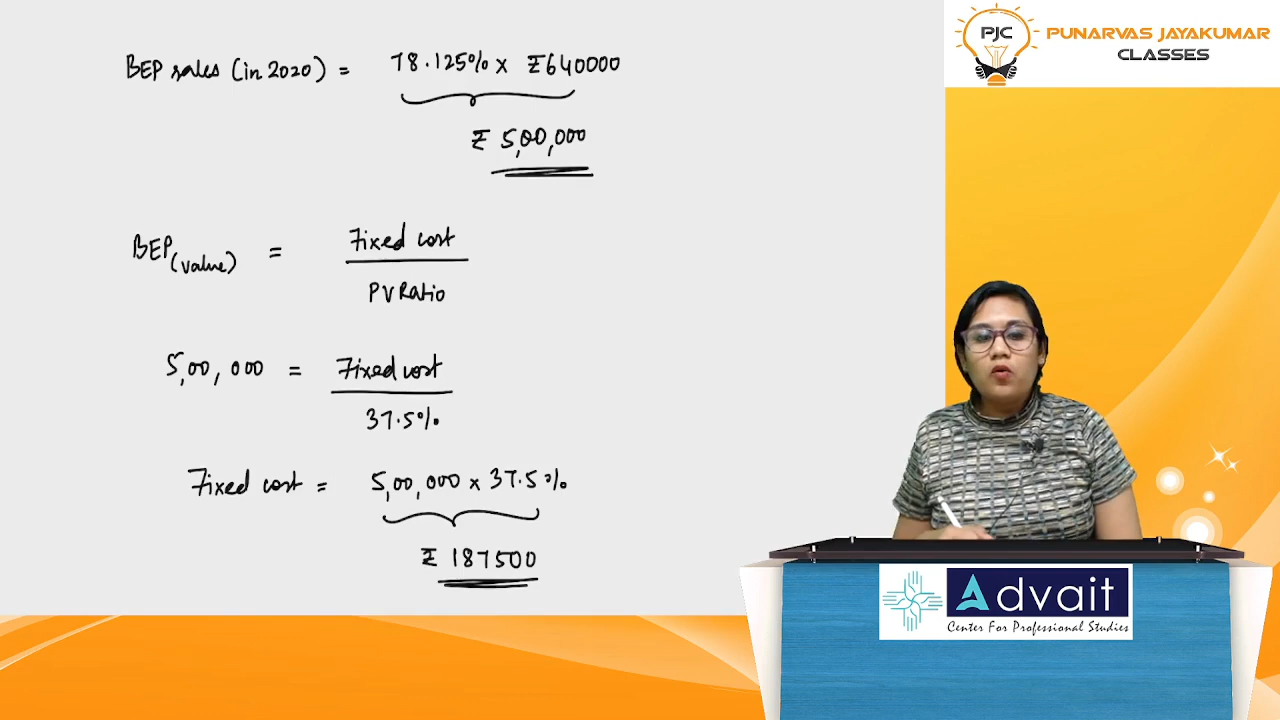 BEP sales (in 2020) = 78.125% x ₹640000
₹ 5,00,000
BEP(value) = Fixed cost
PV Ratio
5,00,000 = Fixed cost
37.5%
Fixed cost = 5,00,000 x 37.5%
₹ 187500
PJC
PUNARVAS JAYAKUMAR
CLASSES
Advait
Center For Professional Studies